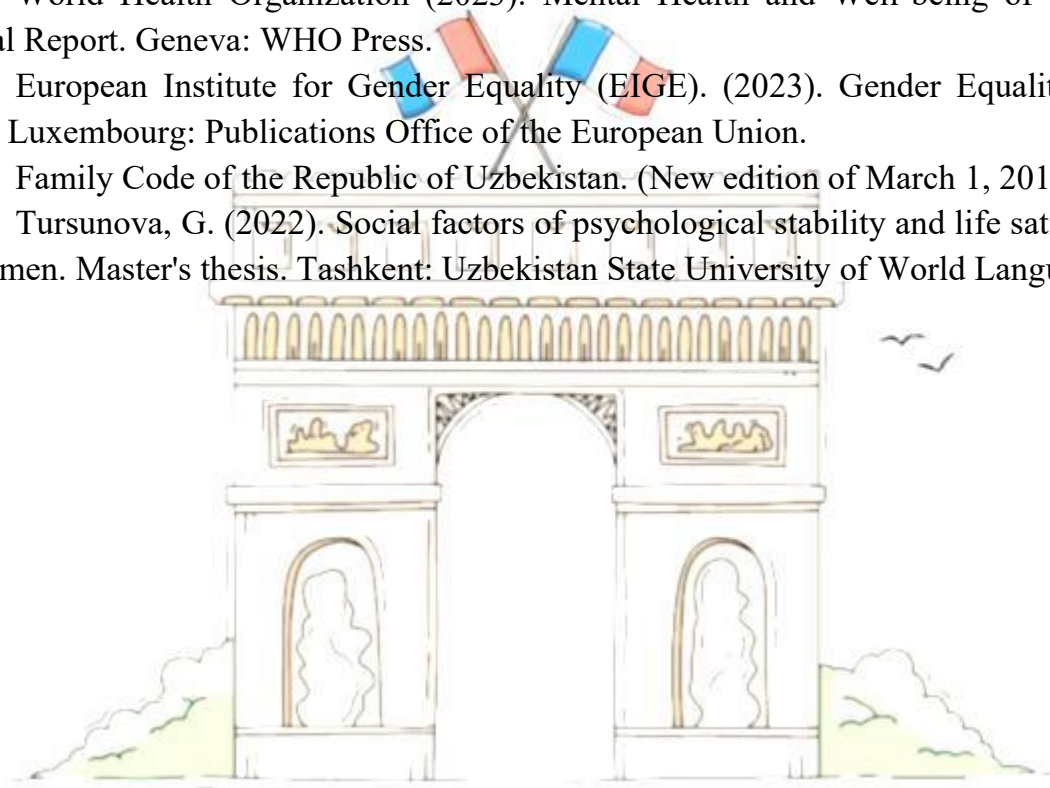 World Health Organization (2023). Mental Health and Well-being of
al Report. Geneva: WHO Press.
European Institute for Gender Equality (EIGE). (2023). Gender Equalit
Luxembourg: Publications Office of the European Union.
Family Code of the Republic of Uzbekistan. (New edition of March 1, 201
Tursunova, G. (2022). Social factors of psychological stability and life sat
men. Master's thesis. Tashkent: Uzbekistan State University of World Langu